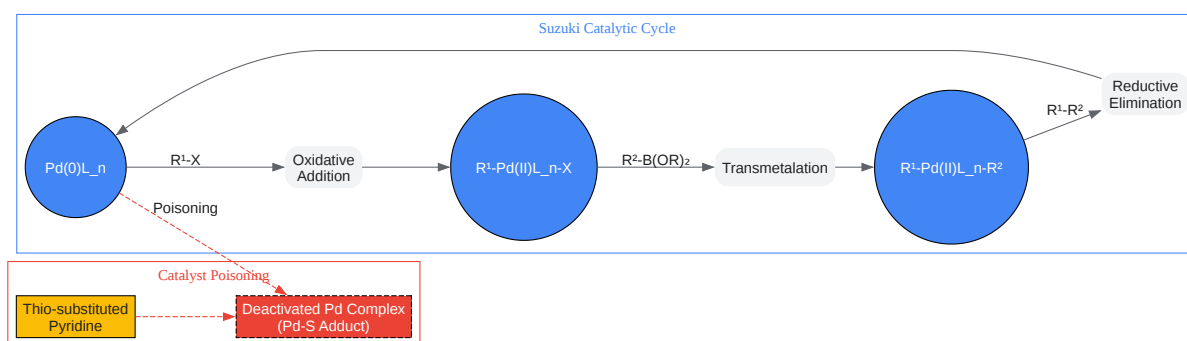 Suzuki Catalytic Cycle
Reductive
Elimination
R¹-R²
Pd(0)L_n
R¹-X
Oxidative
Addition
R¹-Pd(II)L_n-X
R²-B(OR)₂
Transmetalation
R¹-Pd(II)L_n-R²
Poisoning
Catalyst Poisoning
Thio-substituted
Pyridine
Deactivated Pd Complex
(Pd-S Adduct)